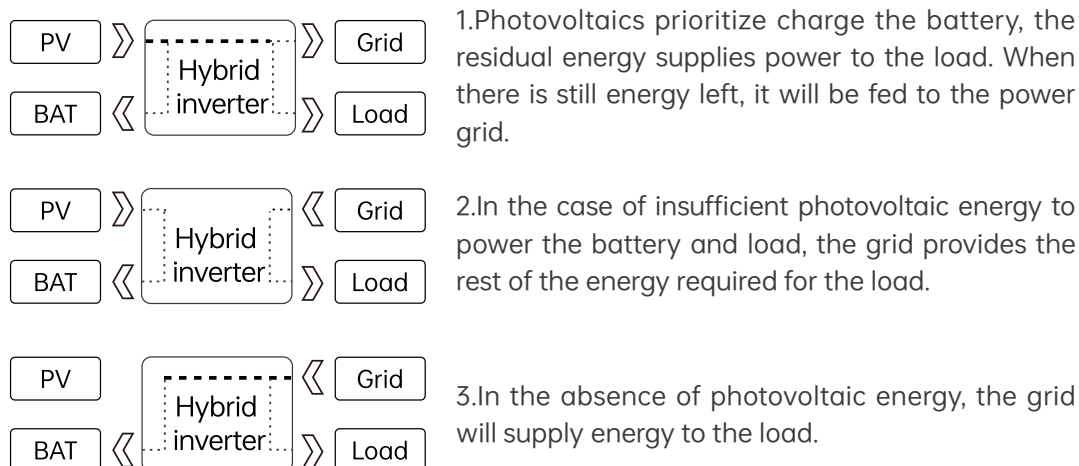 PV
Grid
Hybrid
inverter
BAT
Load
1.Photovoltaics prioritize charge the battery, the
residual energy supplies power to the load. When
there is still energy left, it will be fed to the power
grid.
PV
Grid
Hybrid
inverter
BAT
Load
2.In the case of insufficient photovoltaic energy to
power the battery and load, the grid provides the
rest of the energy required for the load.
PV
Grid
Hybrid
inverter
BAT
Load
3.In the absence of photovoltaic energy, the grid
will supply energy to the load.